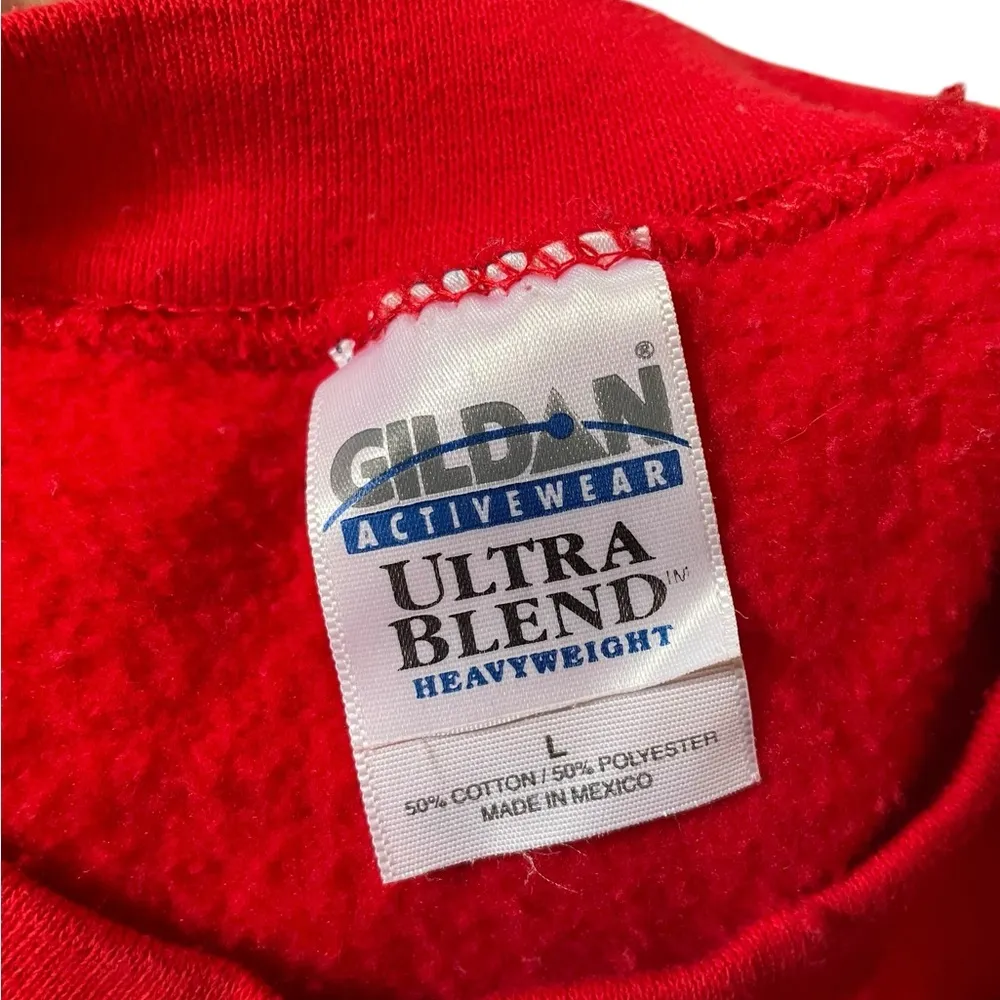 GILDAN®
ACTIVEWEAR
ULTRA
BLEND™
HEAVYWEIGHT
L
50% COTTON / 50% POLYESTER
MADE IN MEXICO